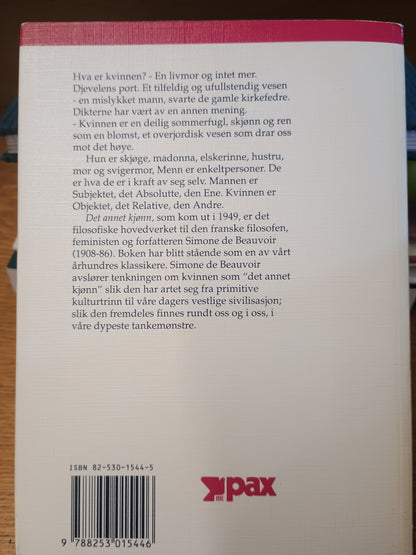 Hva er kvinnen? - En livmor og intet mer.
Djevelens port. Et tilfeldig og ufullstendig vesen
- en mislykket mann, svarte de gamle kirkefedre.
Dikterne har vært av en annen mening.
- Kvinnen er en deilig sommerfugl, skjønn og ren
som en blomst, et overjordisk vesen som drar oss
mot det høye.
Hun er skjøge, madonna, elskerinne, hustru,
mor og svigermor, Menn er enkeltpersoner. De
er hva de er i kraft av seg selv. Mannen er
Subjektet, det Absolutte, den Ene. Kvinnen er
Objektet, det Relative, den Andre.
Det annet kjønn, som kom ut i 1949, er det
filosofiske hovedverket til den franske filosofen,
feministen og forfatteren Simone de Beauvoir
(1908-86). Boken har blitt stående som en av vårt
århundres klassikere. Simone de Beauvoir
avslører tenkningen om kvinnen som "det annet
kjønn" slik den har artet seg fra primitive
kulturtrinn til våre dagers vestlige sivilisasjon;
slik den fremdeles finnes rundt oss og i oss, i
våre dypeste tankemønstre.
ISBN 82-530-1544-5
pax
9 788253 015446